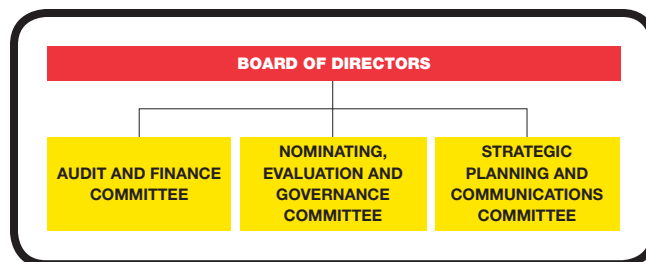 BOARD OF DIRECTORS
AUDIT AND FINANCE
COMMITTEE
NOMINATING,
EVALUATION AND
GOVERNANCE
COMMITTEE
STRATEGIC
PLANNING AND
COMMUNICATIONS
COMMITTEE